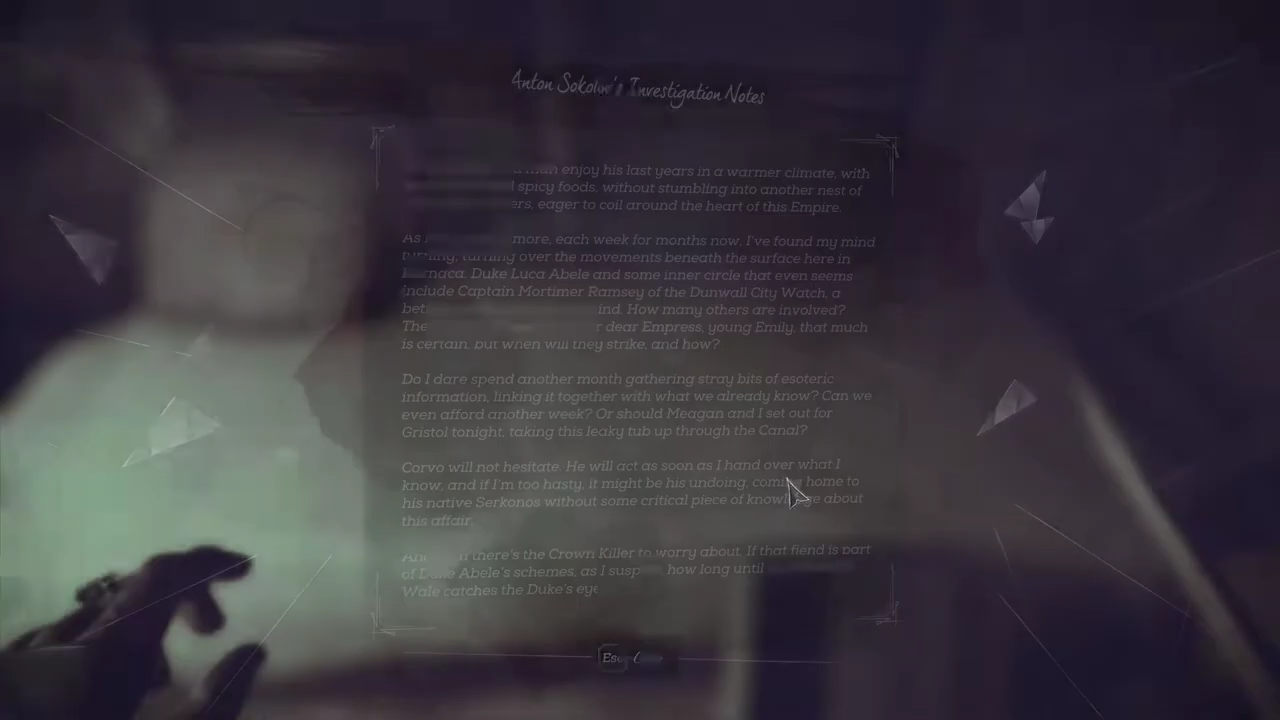 Anton Sokolov's Investigation Notes
man enjoy his last years in a warmer climate, with
spicy foods, without stumbling into another nest of
eager to coil around the heart of this Empire.
As more, each week for months now, I've found my mind
turning, turning over the movements beneath the surface here in
Duke Luca Abele and some inner circle that even seems
include Captain Mortimer Ramsey of the Dunwall City Watch, a
How many others are involved?
dear Empress, young Emily, that much
is certain, but when will they strike, and how?
Do I dare spend another month gathering stray bits of esoteric
information, linking it together with what we already know? Can we
even afford another week? Or should Meagan and I set out for
Gristol tonight, taking this leaky tub up through the Canal?
Corvo will not hesitate. He will act as soon as I hand over what I
know, and if I'm too hasty, it might be his undoing, coming home to
his native Serkonos without some critical piece of knowledge about
this affair.
there's the Crown Killer to worry about. If that fiend is part
of Duke Abele's schemes, as I how long until
Wale catches the Duke's eye
Esc